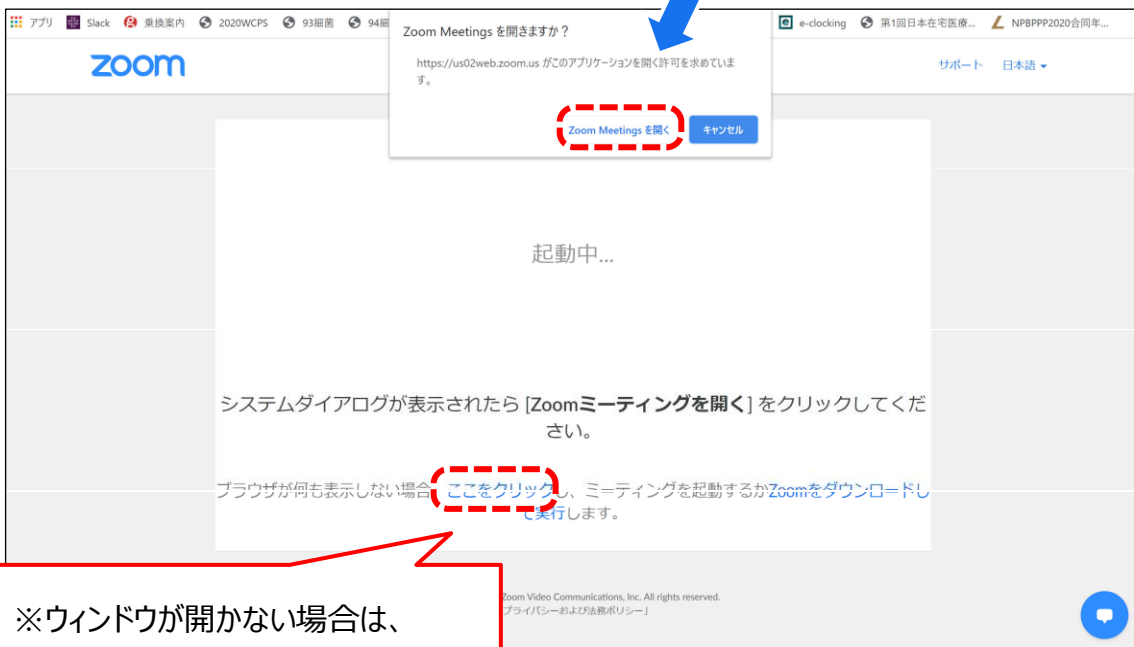 アプリ Slack 乗換案内 2020WCPS 93細菌 94細 e-clocking 第1回日本在宅医療... NPBPPP2020合同年...
Zoom Meetings を開きますか？
https://us02web.zoom.us がこのアプリケーションを開く許可を求めていま
す。
Zoom Meetings を開く キャンセル
zoom サポート 日本語
起動中...
システムダイアログが表示されたら [Zoomミーティングを開く] をクリックしてくだ
さい。
ブラウザが何も表示しない場合、ここをクリックし、ミーティングを起動するかZoomをダウンロードし
て実行します。
Zoom Video Communications, Inc. All rights reserved.
プライバシーおよび法務ポリシー]
※ウィンドウが開かない場合は、